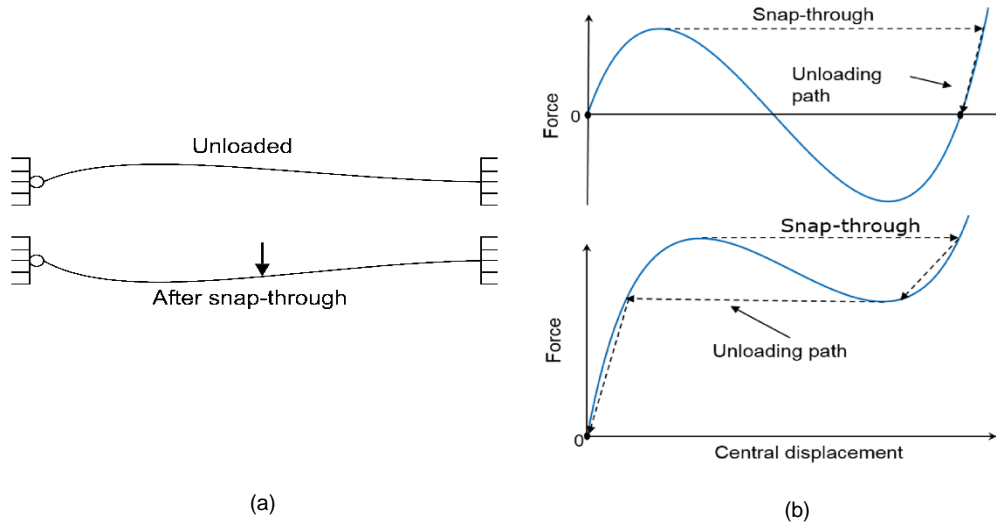 Unloaded
After snap-through
(a)
Snap-through
Unloading
path
Force
0
Snap-through
Unloading path
Force
0
Central displacement
(b)